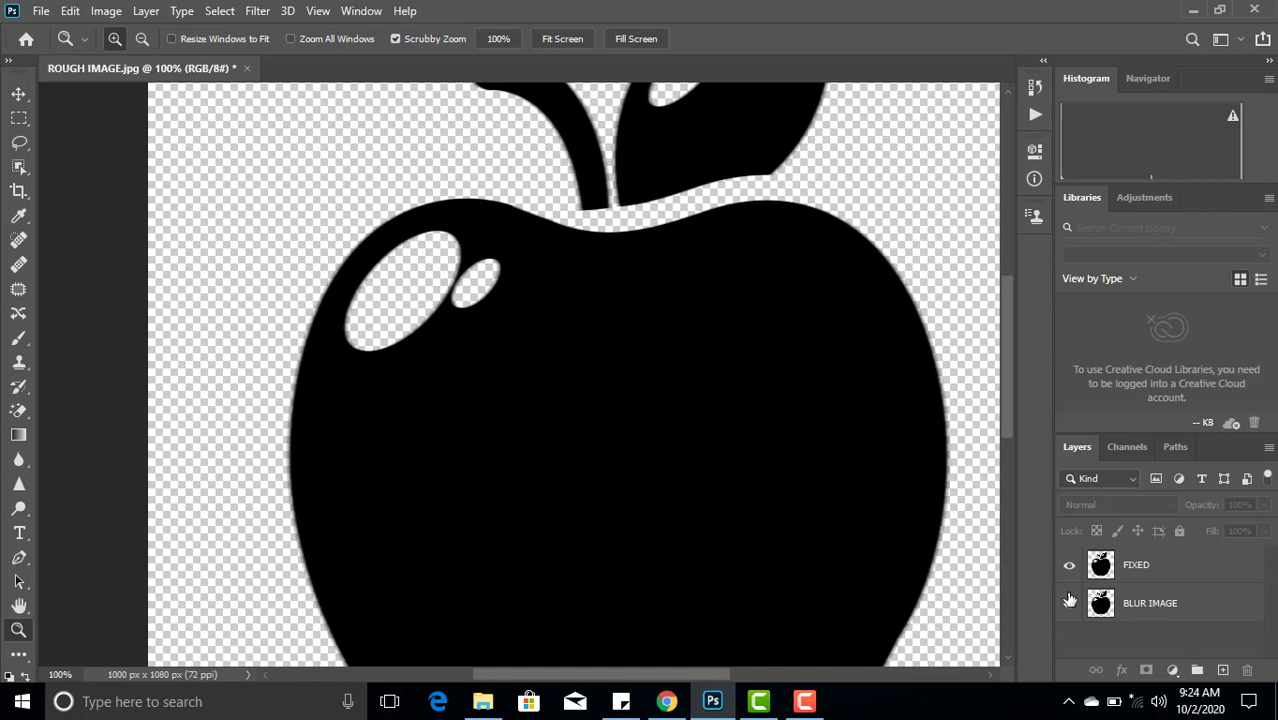 Ps File Edit Image Layer Type Select Filter 3D View Window Help
Resize Windows to Fit Zoom All Windows Scrubby Zoom 100% Fit Screen Fill Screen
ROUGH IMAGE.jpg @ 100% (RGB/8#) * ×
Histogram Navigator
Libraries Adjustments
Search Current Library
View by Type
To use Creative Cloud Libraries, you need
to be logged into a Creative Cloud
account.
-- KB
Layers Channels Paths
Kind
Normal Opacity: 100%
Lock: Fill: 100%
FIXED
BLUR IMAGE
100% 1000 px x 1080 px (72 ppi)
Type here to search
9:24 AM
10/2/2020